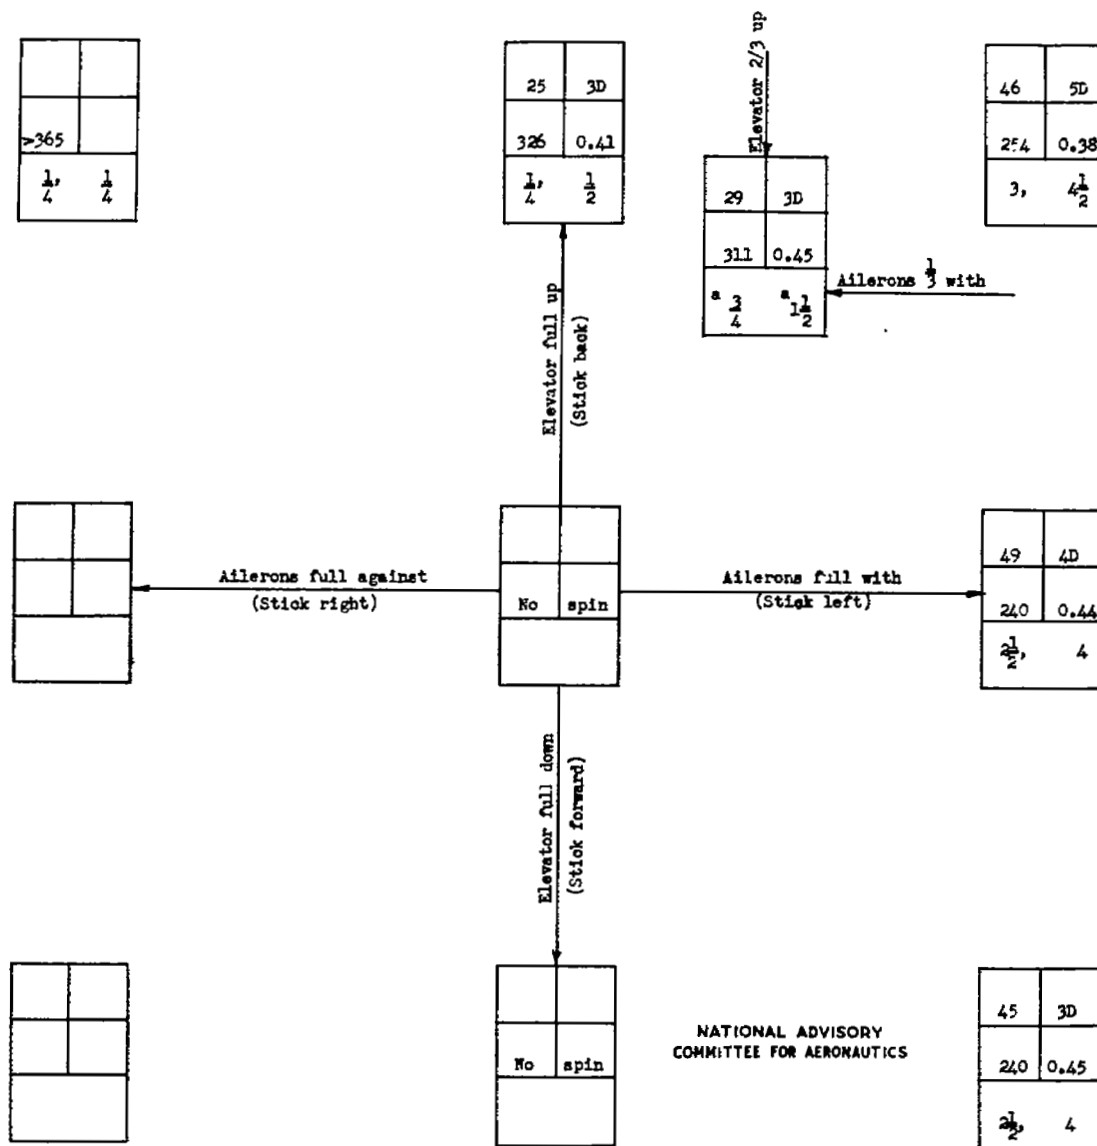 >365
1/4, 1/4
25 3D
326 0.41
1/4, 1/2
Elevator 2/3 up
29 3D
311 0.45
a 3/4 a 1 1/2
Ailerons 1/3 with
46 5D
254 0.38
3, 4 1/2
Elevator full up
(Stick back)
Ailerons full against
(Stick right)
No spin
Ailerons full with
(Stick left)
49 4D
240 0.44
2 1/2, 4
Elevator full down
(Stick forward)
No spin
NATIONAL ADVISORY
COMMITTEE FOR AERONAUTICS
45 3D
240 0.45
2 1/2, 4